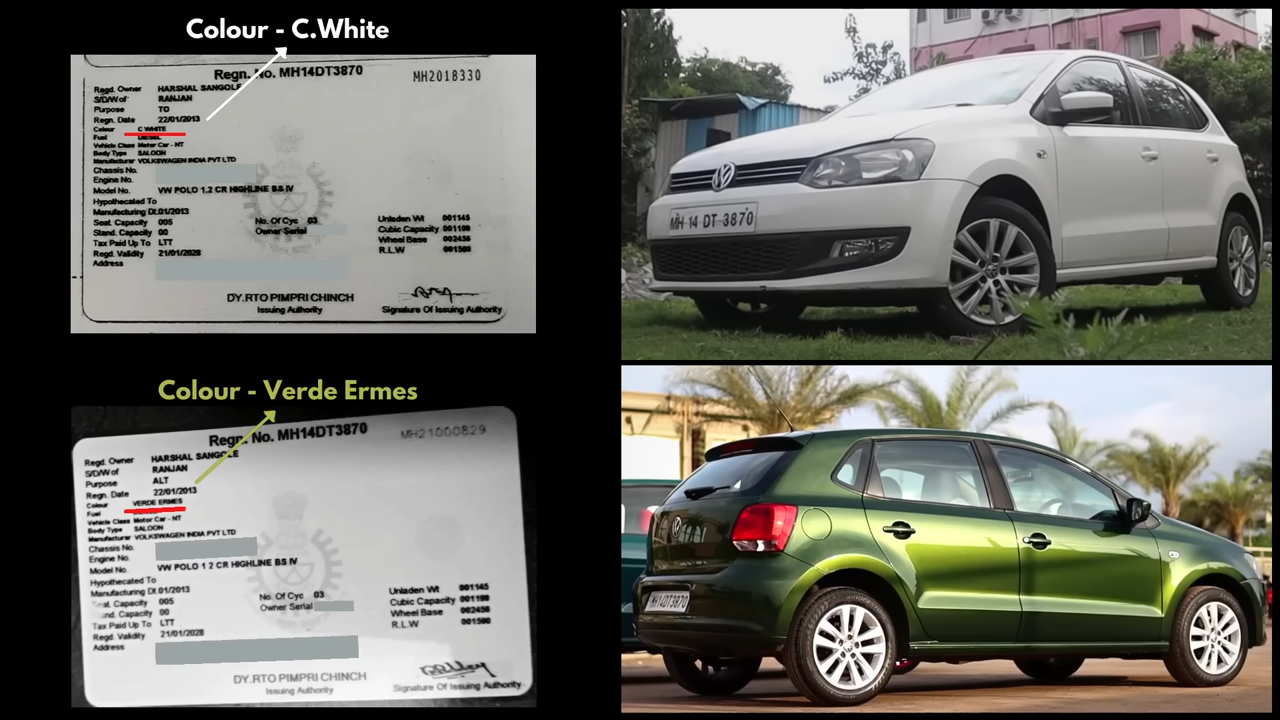 Colour - C.White
Regn. No. MH14DT3870
MH2018330
Regd. Owner HARSHAL SANGOLE
S/D/W of RANJAN
Purpose TO
Regn. Date 22/01/2013
Colour C WHITE
Fuel DIESEL
Vehicle Class Motor Car - NT
Body Type SALOON
Manufacturar VOLKSWAGEN INDIA PVT LTD
Chassis No.
Engine No.
Model No. VW POLO 1.2 CR HIGHLINE BS IV
Hypothecated To
Manufacturing Dt.01/2013
Seat. Capacity 005
Stand. Capacity 00
Tax Paid Up To LTT
Regd. Validity 21/01/2028
Address
No. Of Cyc 03
Owner Serial
Unladen Wt 001145
Cubic Capacity 001199
Wheel Base 002456
R.L.W 001590
DY.RTO PIMPRI CHINCH
Issuing Authority
Signature Of Issuing Authority
MH 14 DT 3870
Colour - Verde Ermes
Regn. No. MH14DT3870
MH21000829
Regd. Owner HARSHAL SANGOLE
S/D/W of RANJAN
Purpose ALT
Regn. Date 22/01/2013
Colour VERDE ERMES
Fuel
Vehicle Class Motor Car - NT
Body Type SALOON
Manufacturar VOLKSWAGEN INDIA PVT LTD
Chassis No.
Engine No.
Model No. VW POLO 1 2 CR HIGHLINE BS IV
Hypothecated To
Manufacturing Dt.01/2013
Seat. Capacity 005
Stand. Capacity 00
Tax Paid Up To LTT
Regd. Validity 21/01/2028
Address
No. Of Cyc 03
Owner Serial
Unladen Wt 001145
Cubic Capacity 001199
Wheel Base 002456
R.L.W 001590
DY.RTO PIMPRI CHINCH
Issuing Authority
Signature Of Issuing Authority
MH14DT3870